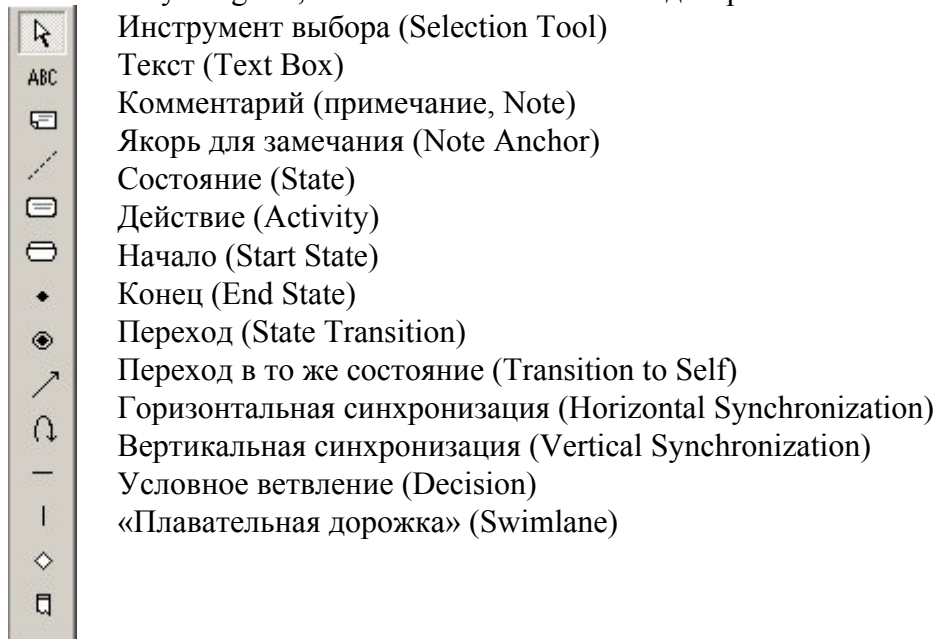 Инструмент выбора (Selection Tool)
ABC Текст (Text Box)
Комментарий (примечание, Note)
Якорь для замечания (Note Anchor)
Состояние (State)
Действие (Activity)
Начало (Start State)
Конец (End State)
Переход (State Transition)
Переход в то же состояние (Transition to Self)
Горизонтальная синхронизация (Horizontal Synchronization)
Вертикальная синхронизация (Vertical Synchronization)
Условное ветвление (Decision)
«Плавательная дорожка» (Swimlane)